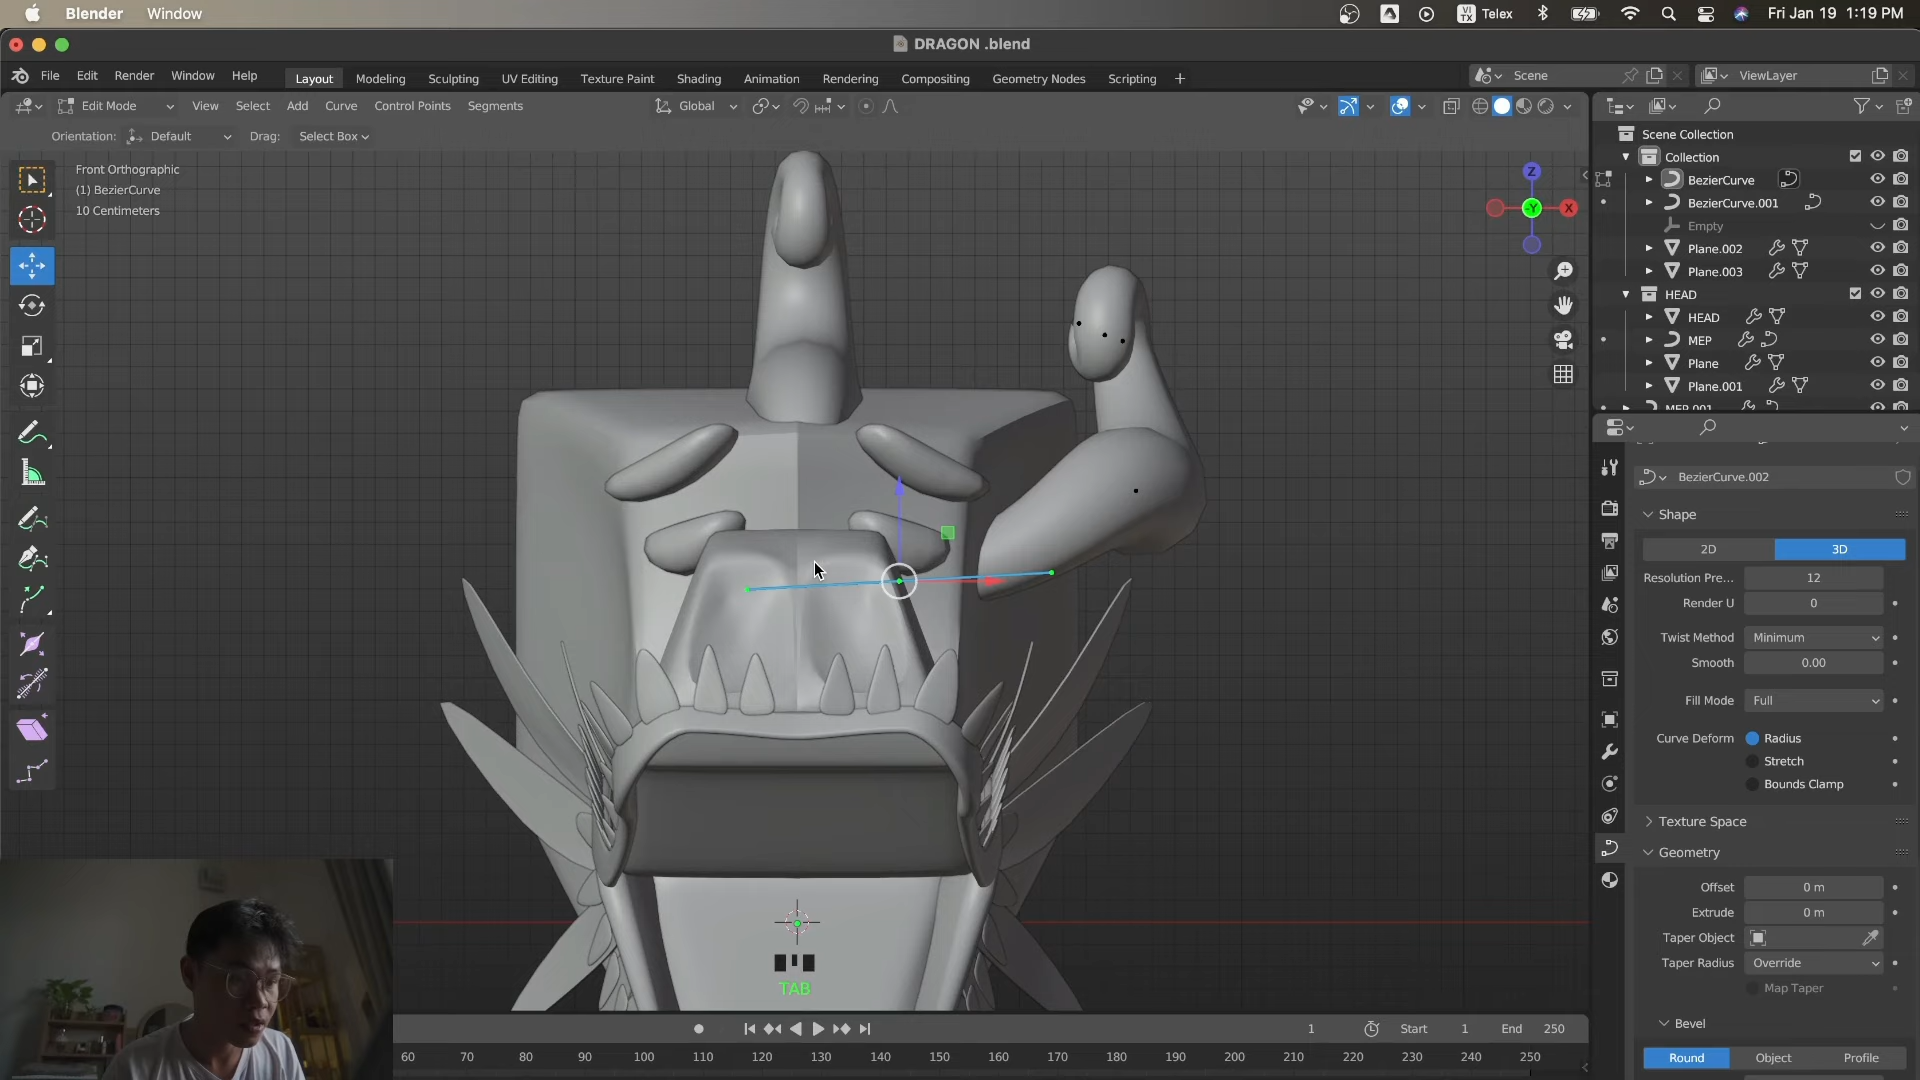 Blender Window
VI TX Telex Fri Jan 19 1:19 PM
DRAGON .blend
File Edit Render Window Help Layout Modeling Sculpting UV Editing Texture Paint Shading Animation Rendering Compositing Geometry Nodes Scripting + Scene ViewLayer
Edit Mode View Select Add Curve Control Points Segments Global
Orientation: Default Drag: Select Box
Front Orthographic
(1) BezierCurve
10 Centimeters
Z
Y X
Scene Collection
Collection
BezierCurve
BezierCurve.001
Empty
Plane.002
Plane.003
HEAD
HEAD
MEP
Plane
Plane.001
MEP.001
BezierCurve.002
Shape
2D 3D
Resolution Pre... 12
Render U 0
Twist Method Minimum
Smooth 0.00
Fill Mode Full
Curve Deform Radius
Stretch
Bounds Clamp
Texture Space
Geometry
Offset 0 m
Extrude 0 m
Taper Object
Taper Radius Override
Map Taper
Bevel
Round Object Profile
TAB
1 Start 1 End 250
60 70 80 90 100 110 120 130 140 150 160 170 180 190 200 210 220 230 240 250